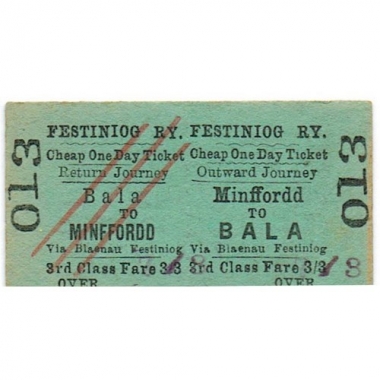 013
FESTINIOG RY.
Cheap One Day Ticket
Return Journey
Bala
TO
MINFFORDD
Via Blaenau Festiniog
3rd Class Fare 3/3
OVER
FESTINIOG RY.
Cheap One Day Ticket
Outward Journey
Minffordd
TO
BALA
Via Blaenau Festiniog
3rd Class Fare 3/3
OVER
013